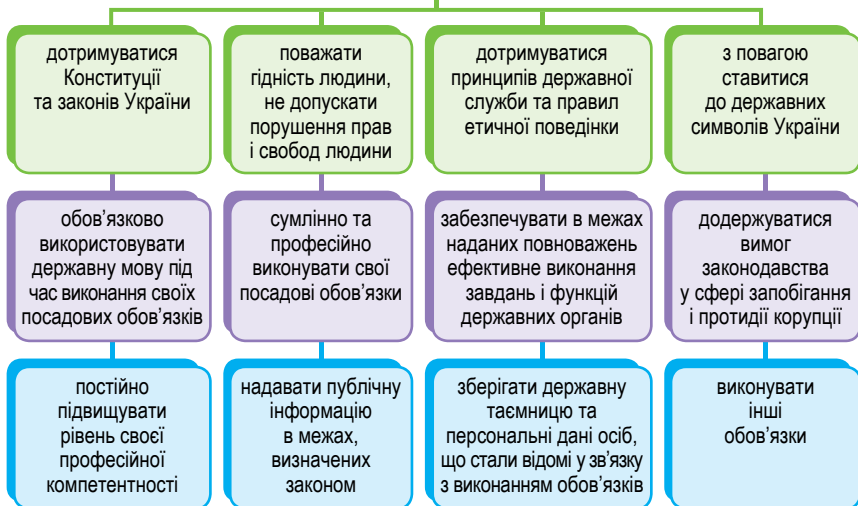 дотримуватися
Конституції
та законів України
поважати
гідність людини,
не допускати
порушення прав
і свобод людини
дотримуватися
принципів державної
служби та правил
етичної поведінки
з повагою
ставитися
до державних
символів України
обов’язково
використовувати
державну мову під
час виконання своїх
посадових обов’язків
сумлінно та
професійно
виконувати свої
посадові обов’язки
забезпечувати в межах
наданих повноважень
ефективне виконання
завдань і функцій
державних органів
додержуватися
вимог
законодавства
у сфері запобігання
і протидії корупції
постійно
підвищувати
рівень своєї
професійної
компетентності
надавати публічну
інформацію
в межах,
визначених
законом
зберігати державну
таємницю та
персональні дані осіб,
що стали відомі у зв’язку
з виконанням обов’язків
виконувати
інші
обов’язки